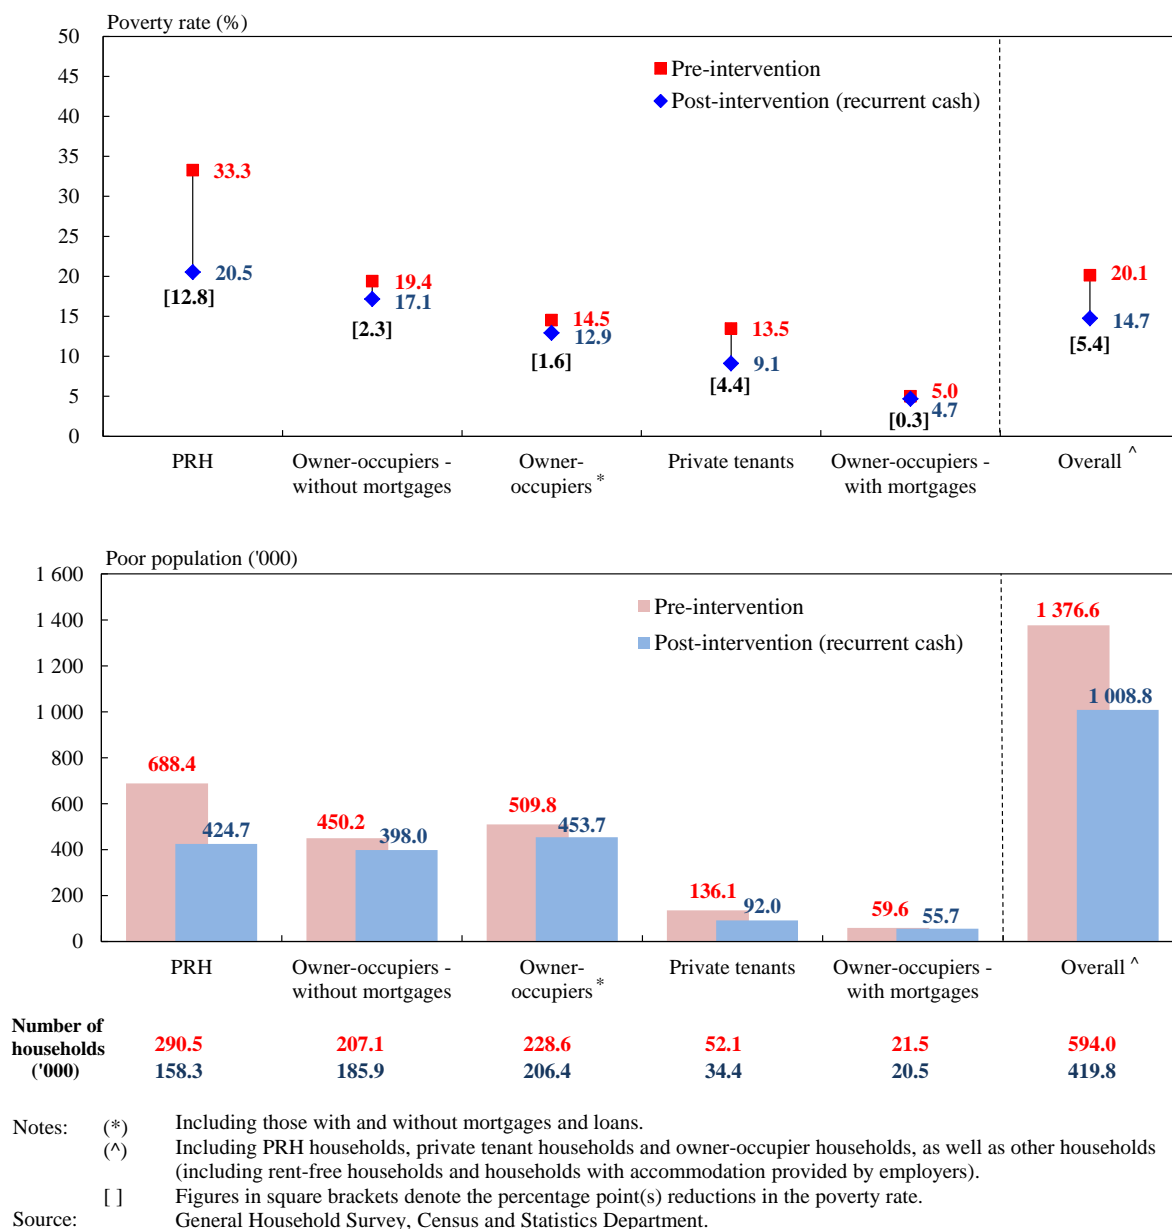 Poverty rate (%)
50
45
40
35
30
25
20
15
10
5
0
Pre-intervention
Post-intervention (recurrent cash)
33.3
20.5
[12.8]
19.4
17.1
[2.3]
14.5
12.9
[1.6]
13.5
9.1
[4.4]
5.0
4.7
[0.3]
20.1
14.7
[5.4]
PRH
Owner-occupiers -
without mortgages
Owner-
occupiers *
Private tenants
Owner-occupiers -
with mortgages
Overall ^
Poor population ('000)
1 600
1 400
1 200
1 000
800
600
400
200
0
Pre-intervention
Post-intervention (recurrent cash)
688.4
424.7
450.2
398.0
509.8
453.7
136.1
92.0
59.6
55.7
1 376.6
1 008.8
PRH
Owner-occupiers -
without mortgages
Owner-
occupiers *
Private tenants
Owner-occupiers -
with mortgages
Overall ^
Number of
households
('000)
290.5 207.1 228.6 52.1 21.5 594.0
158.3 185.9 206.4 34.4 20.5 419.8
Notes: (*) Including those with and without mortgages and loans.
(^) Including PRH households, private tenant households and owner-occupier households, as well as other households
(including rent-free households and households with accommodation provided by employers).
[ ] Figures in square brackets denote the percentage point(s) reductions in the poverty rate.
Source: General Household Survey, Census and Statistics Department.